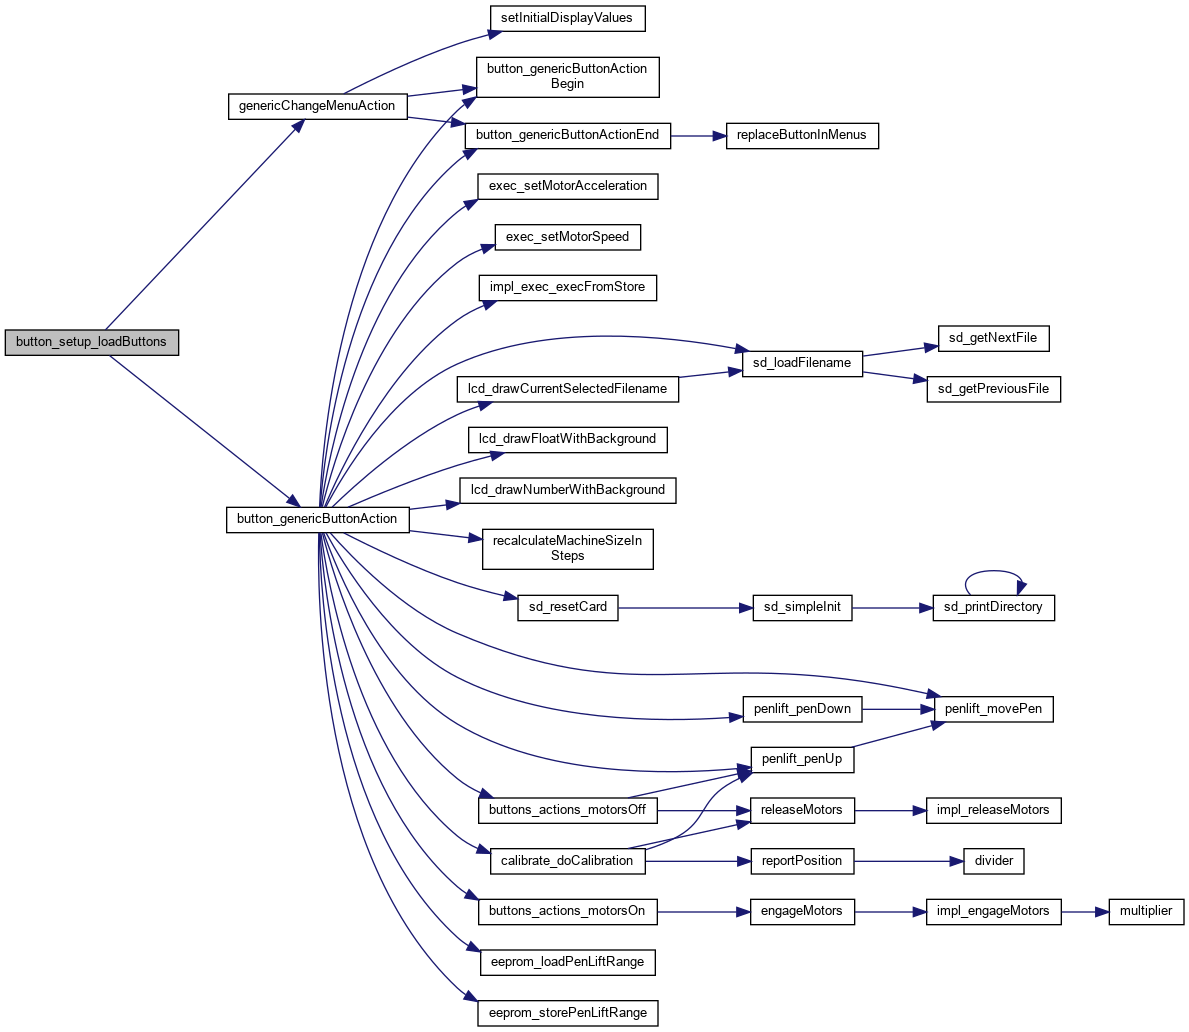 setInitialDisplayValues
button_genericButtonAction
Begin
genericChangeMenuAction
button_genericButtonActionEnd
replaceButtonInMenus
exec_setMotorAcceleration
exec_setMotorSpeed
impl_exec_execFromStore
button_setup_loadButtons
sd_getNextFile
sd_loadFilename
lcd_drawCurrentSelectedFilename
sd_getPreviousFile
lcd_drawFloatWithBackground
lcd_drawNumberWithBackground
button_genericButtonAction
recalculateMachineSizeIn
Steps
sd_resetCard
sd_simpleInit
sd_printDirectory
penlift_penDown
penlift_movePen
penlift_penUp
buttons_actions_motorsOff
releaseMotors
impl_releaseMotors
calibrate_doCalibration
reportPosition
divider
buttons_actions_motorsOn
engageMotors
impl_engageMotors
multiplier
eeprom_loadPenLiftRange
eeprom_storePenLiftRange